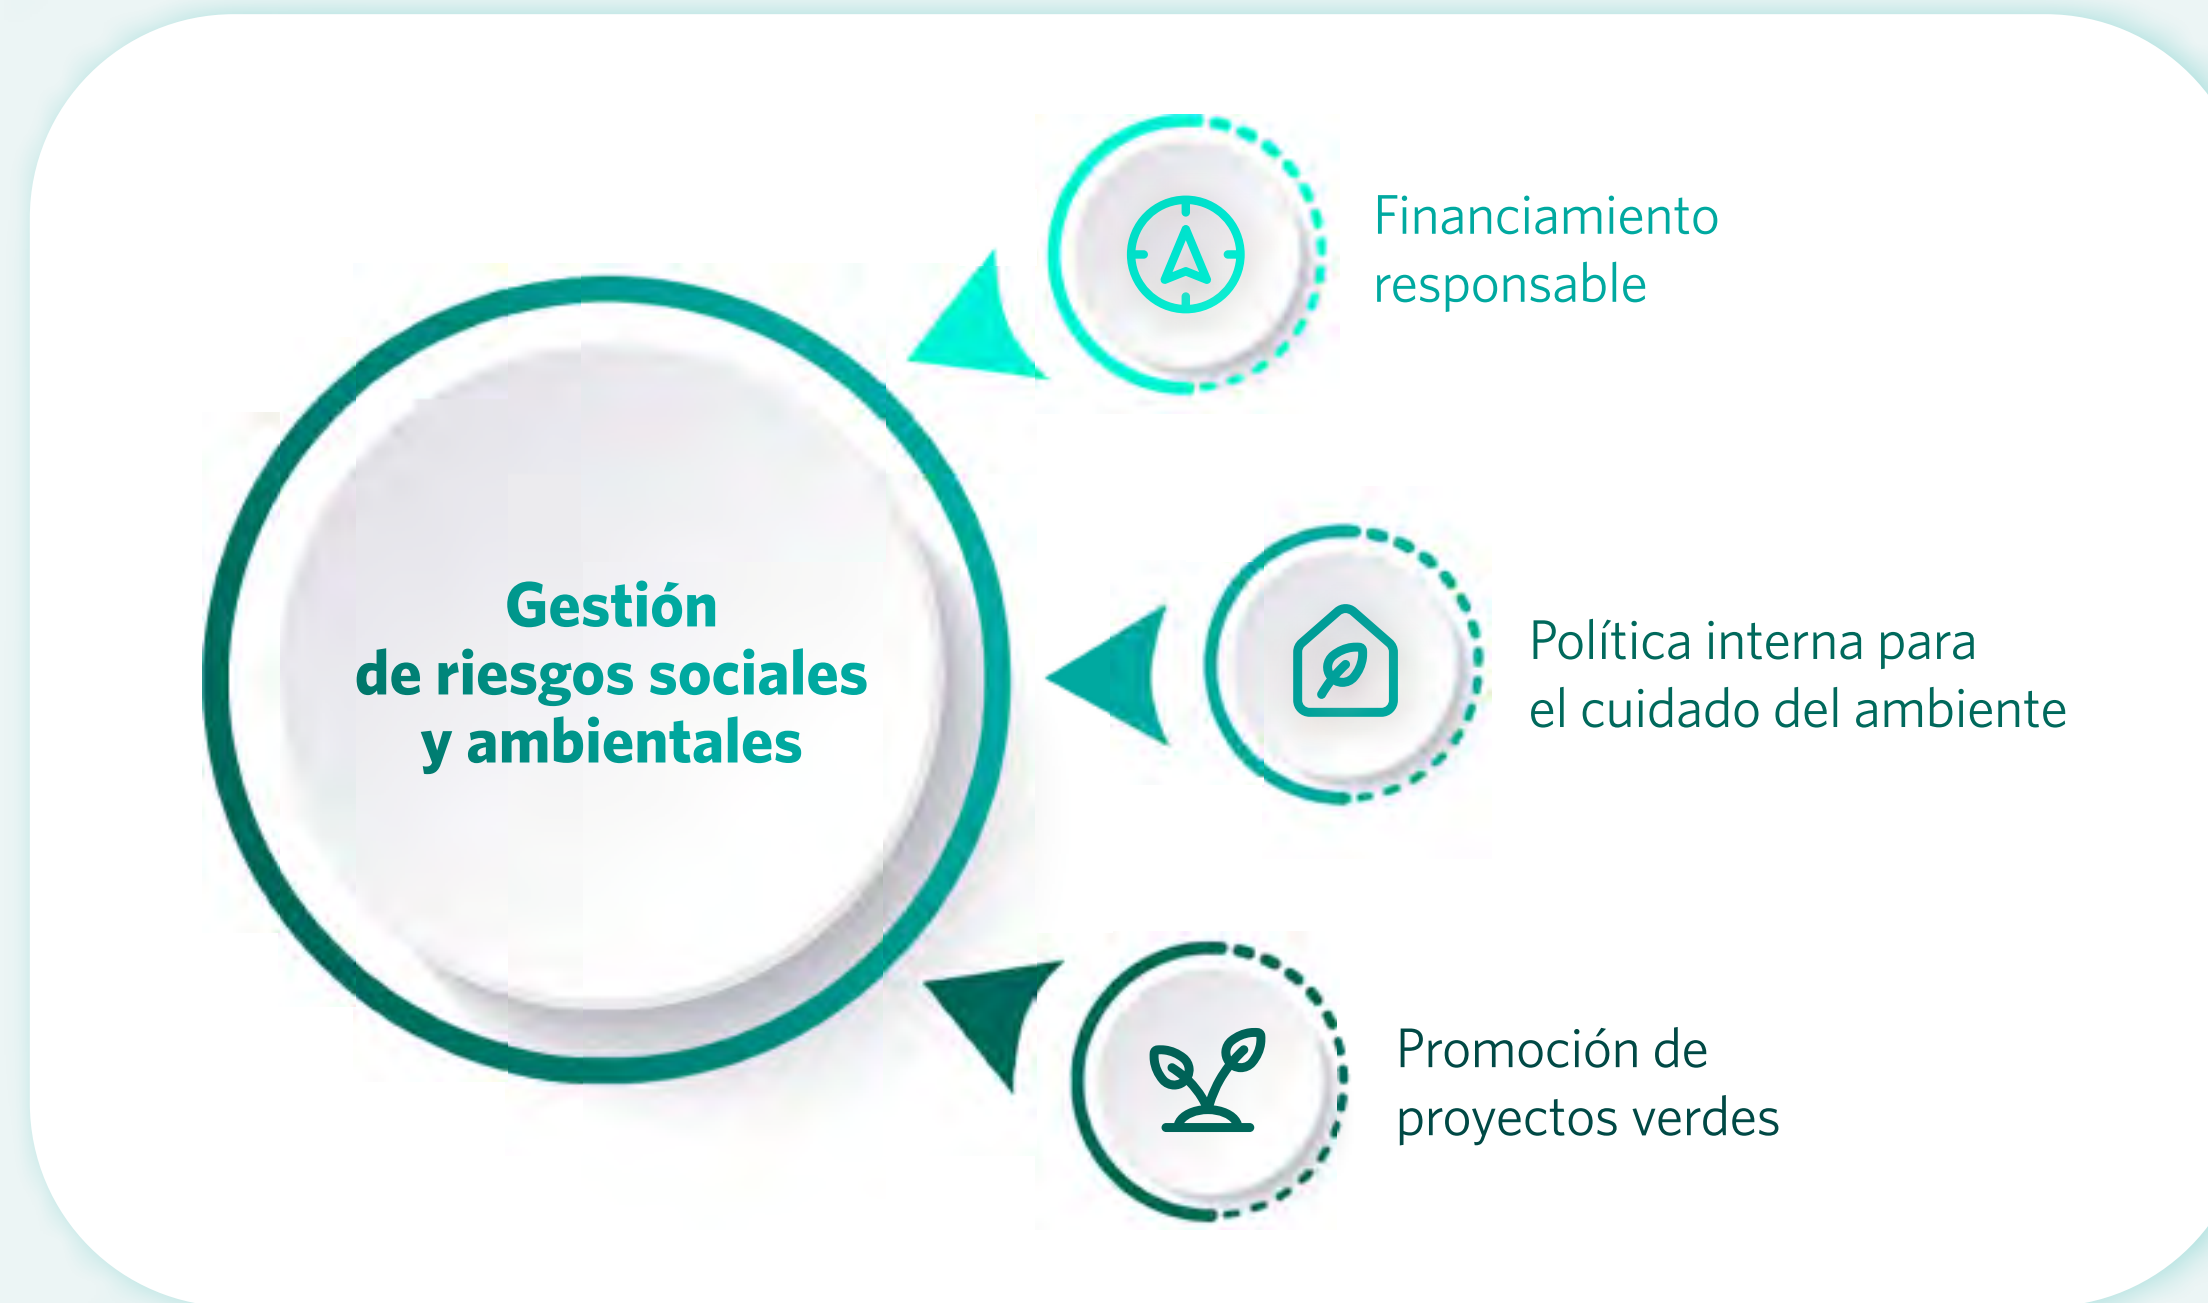 Financiamiento
responsable
Gestión
de riesgos sociales
y ambientales
Política interna para
el cuidado del ambiente
Promoción de
proyectos verdes